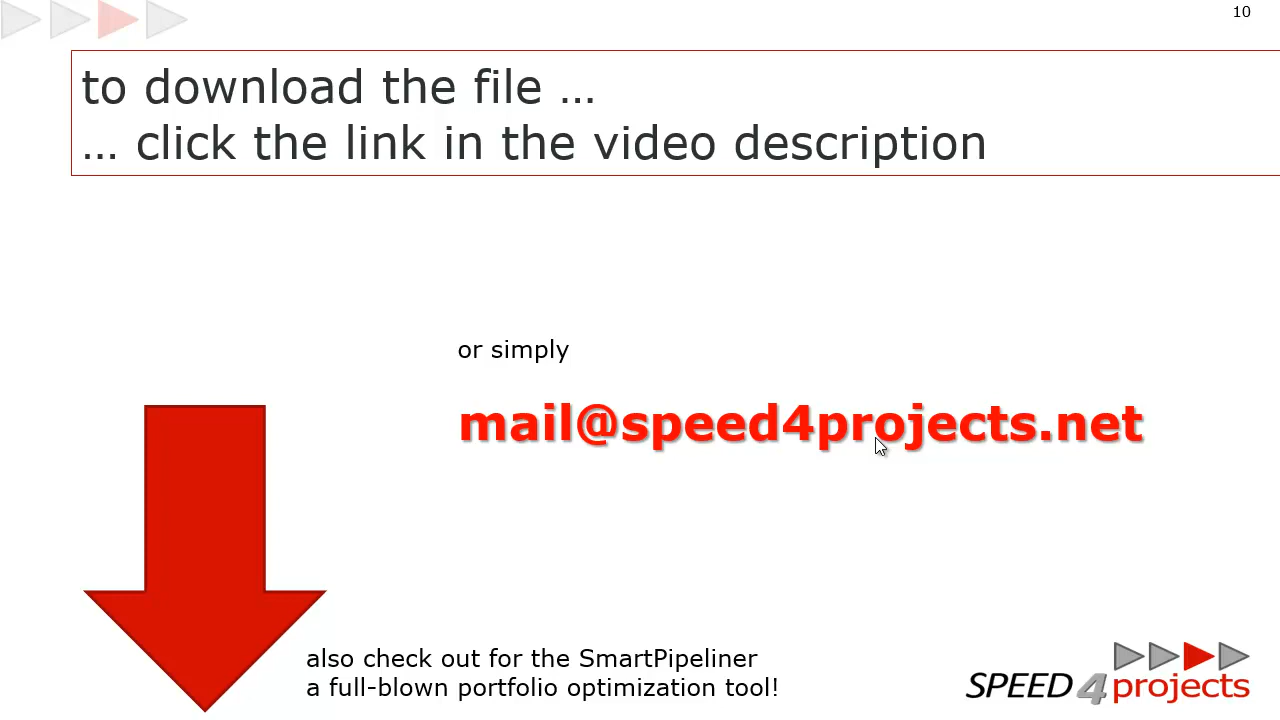 10
to download the file …
… click the link in the video description
or simply
mail@speed4projects.net
also check out for the SmartPipeliner
a full-blown portfolio optimization tool!
SPEED4projects